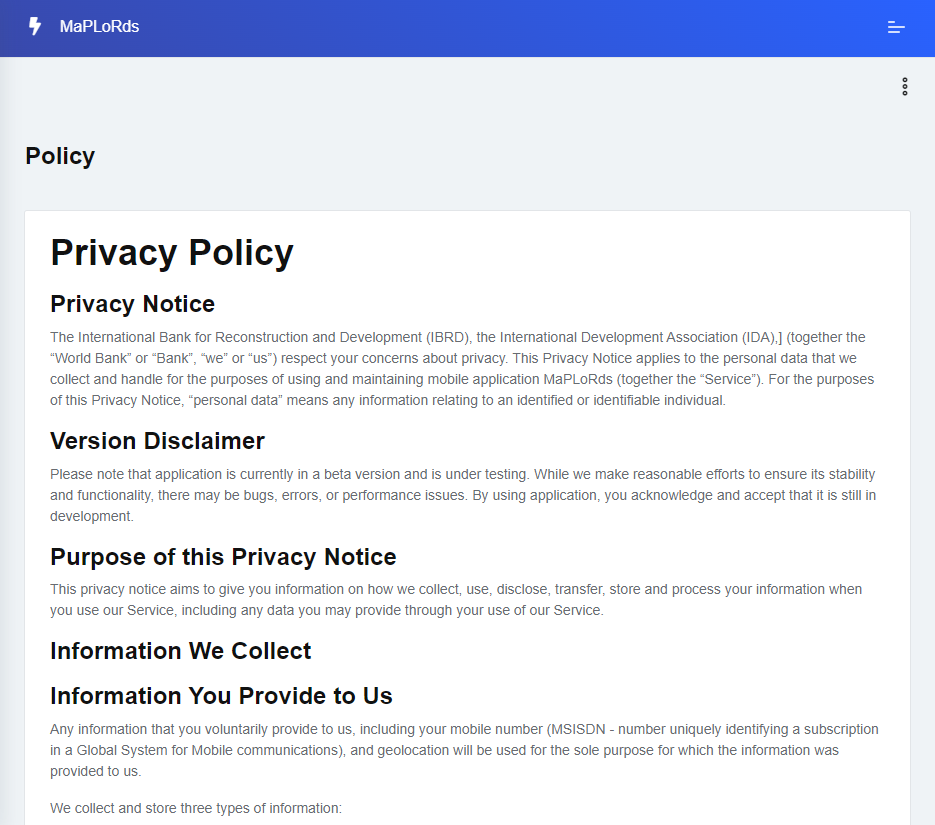 MaPLoRds
Policy
Privacy Policy
Privacy Notice
The International Bank for Reconstruction and Development (IBRD), the International Development Association (IDA),] (together the
“World Bank” or “Bank”, “we” or “us”) respect your concerns about privacy. This Privacy Notice applies to the personal data that we
collect and handle for the purposes of using and maintaining mobile application MaPLoRds (together the “Service”). For the purposes
of this Privacy Notice, “personal data” means any information relating to an identified or identifiable individual.
Version Disclaimer
Please note that application is currently in a beta version and is under testing. While we make reasonable efforts to ensure its stability
and functionality, there may be bugs, errors, or performance issues. By using application, you acknowledge and accept that it is still in
development.
Purpose of this Privacy Notice
This privacy notice aims to give you information on how we collect, use, disclose, transfer, store and process your information when
you use our Service, including any data you may provide through your use of our Service.
Information We Collect
Information You Provide to Us
Any information that you voluntarily provide to us, including your mobile number (MSISDN - number uniquely identifying a subscription
in a Global System for Mobile communications), and geolocation will be used for the sole purpose for which the information was
provided to us.
We collect and store three types of information: